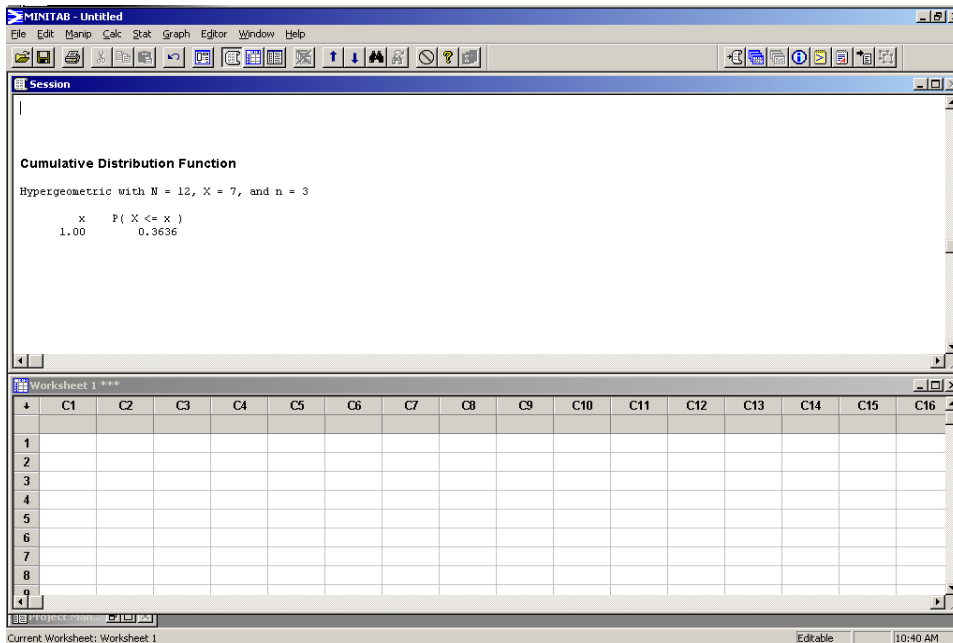 MINITAB - Untitled
File Edit Manip Calc Stat Graph Editor Window Help
Session
Cumulative Distribution Function
Hypergeometric with N = 12, X = 7, and n = 3
x P( X <= x )
1.00 0.3636
Worksheet 1 ***
C1 C2 C3 C4 C5 C6 C7 C8 C9 C10 C11 C12 C13 C14 C15 C16
1
2
3
4
5
6
7
8
9
Project Man...
Current Worksheet: Worksheet 1 Editable 10:40 AM